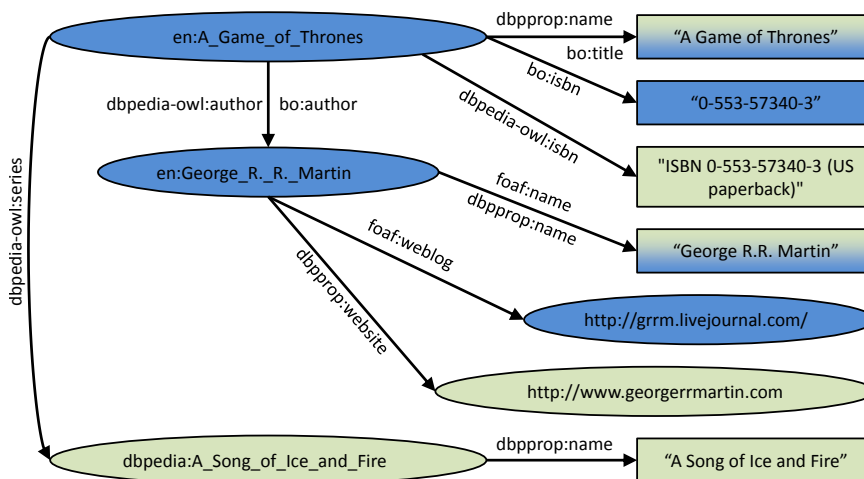 dbpprop:name
en:A_Game_of_Thrones
“A Game of Thrones”
bo:title
bo:isbn
“0-553-57340-3”
dbpedia-owl:author
bo:author
dbpedia-owl:isbn
"ISBN 0-553-57340-3 (US
paperback)"
en:George_R._R._Martin
foaf:name
dbpprop:name
“George R.R. Martin”
dbpedia-owl:series
foaf:weblog
http://grrm.livejournal.com/
dbpprop:website
http://www.georgerrmartin.com
dbpprop:name
dbpedia:A_Song_of_Ice_and_Fire
“A Song of Ice and Fire”